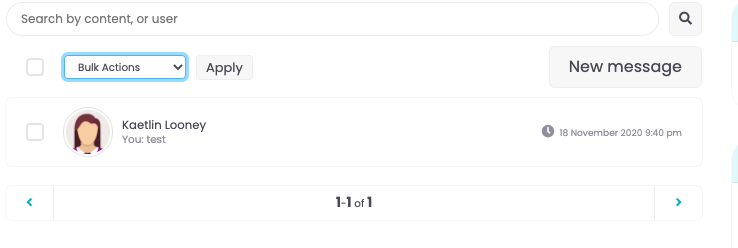 Search by content, or user
Bulk Actions
Apply
New message
Kaetlin Looney
You: test
18 November 2020 9:40 pm
1-1 of 1